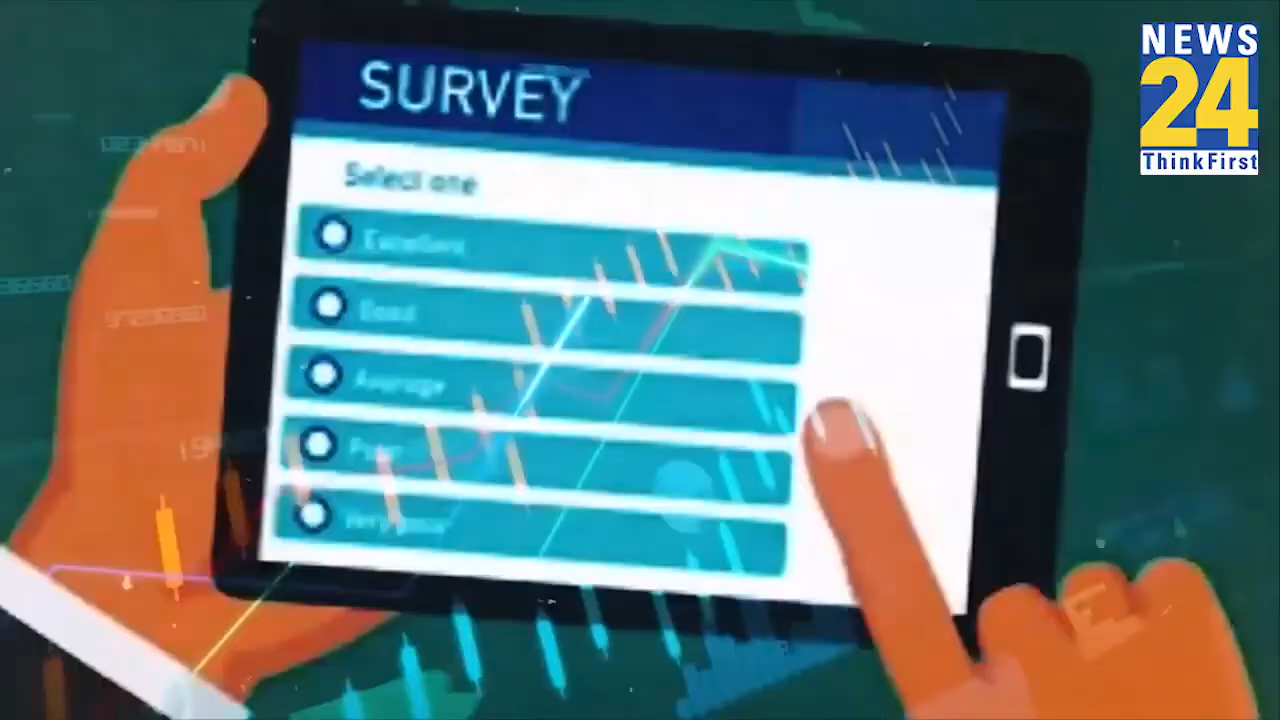 SURVEY
NEWS
24
ThinkFirst
Select one
Excellent
Good
Average
Poor
Very poor